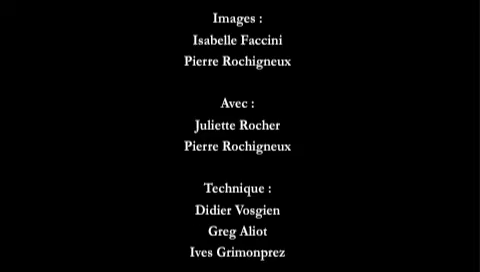 Images :
Isabelle Faccini
Pierre Rochigneux
Avec :
Juliette Rocher
Pierre Rochigneux
Technique :
Didier Vosgien
Greg Aliot
Ives Grimonprez